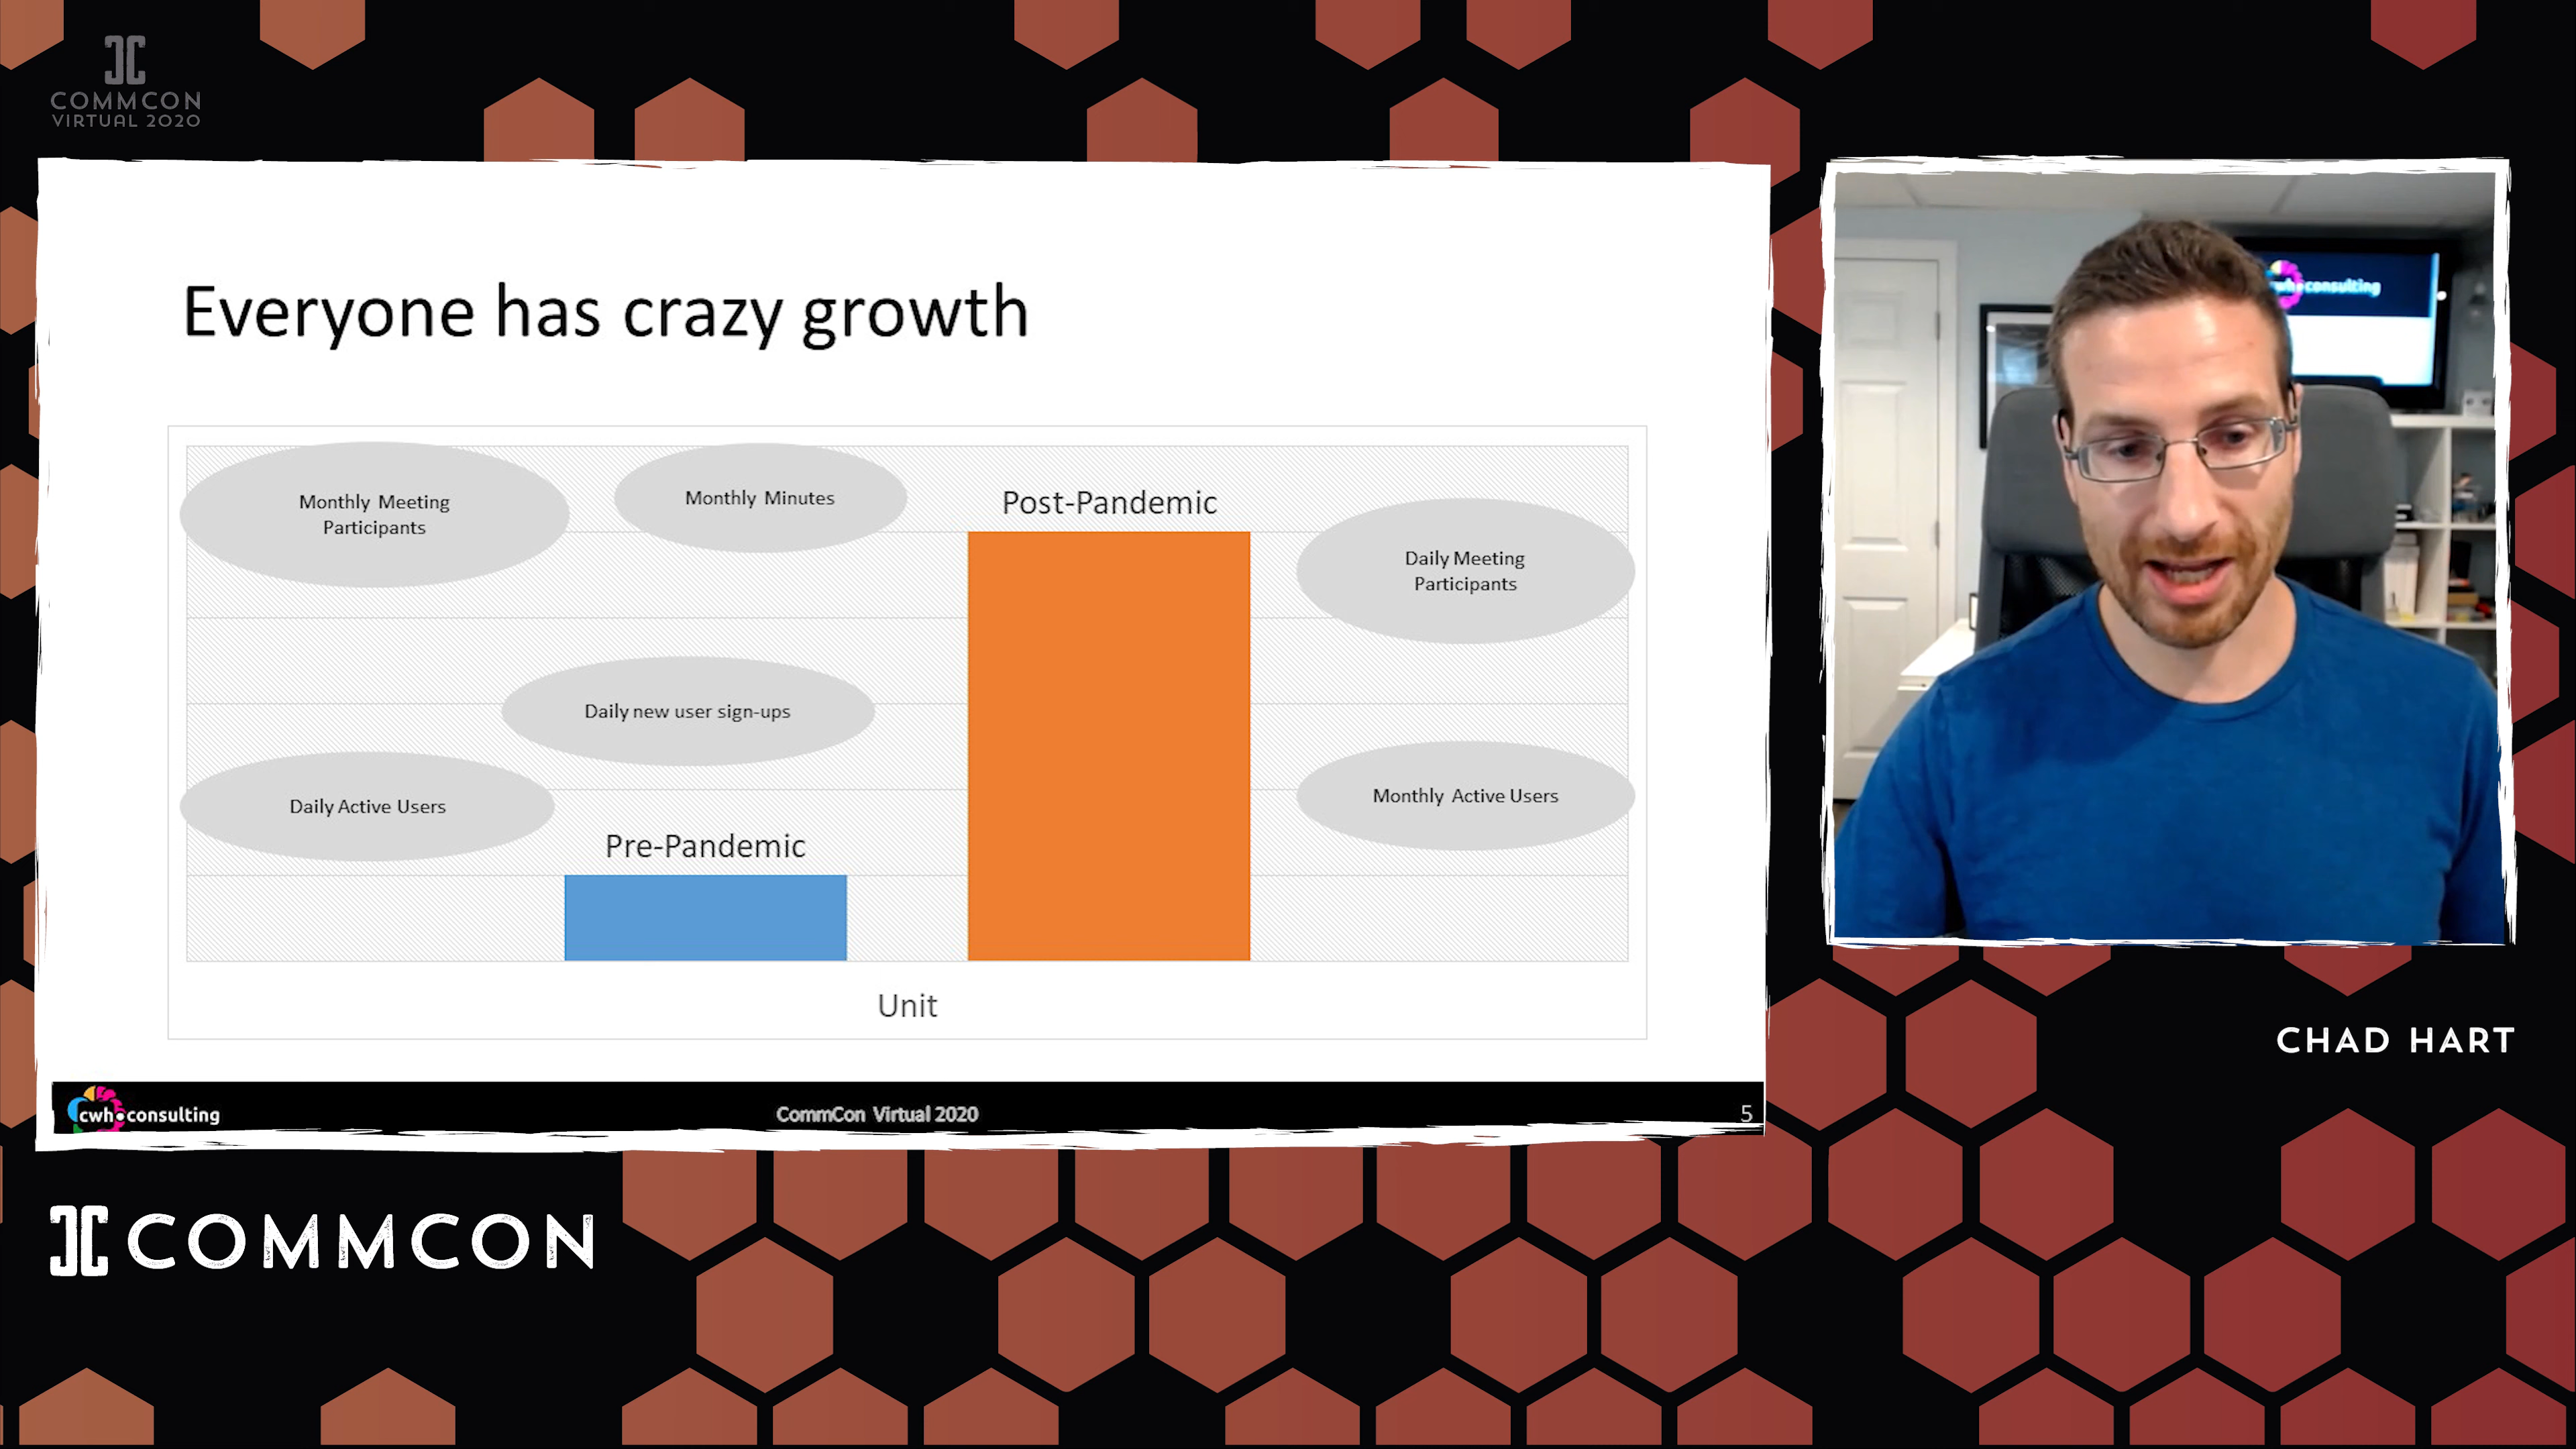 COMMCON
VIRTUAL 2020
Everyone has crazy growth
Monthly Meeting
Participants
Monthly Minutes
Post-Pandemic
Daily Meeting
Participants
Daily new user sign-ups
Daily Active Users
Monthly Active Users
Pre-Pandemic
Unit
cwh.consulting
CommCon Virtual 2020
5
cwh.consulting
CHAD HART
COMMCON